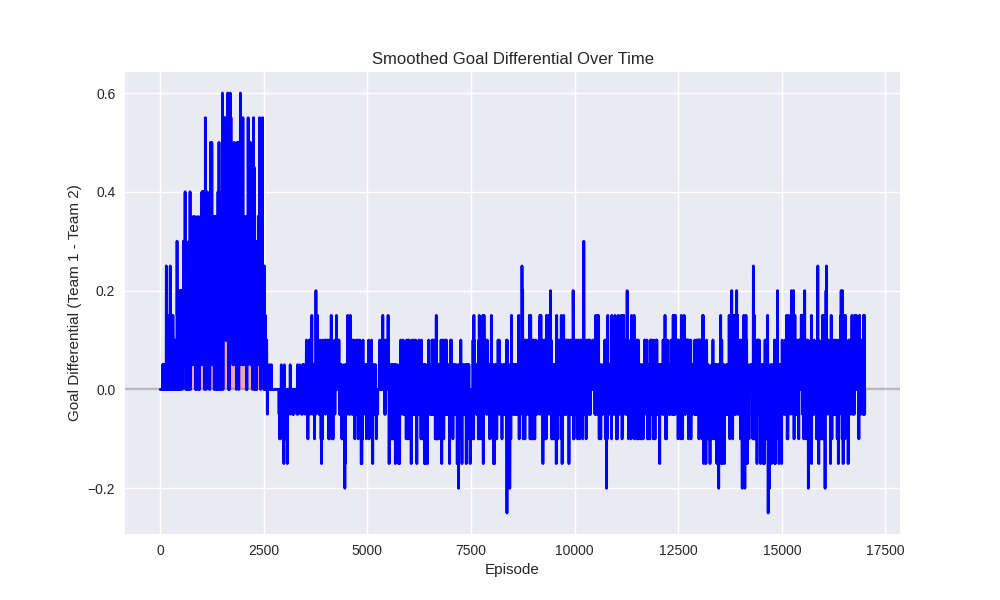 Smoothed Goal Differential Over Time
Goal Differential (Team 1 - Team 2)
0.6
0.4
0.2
0.0
−0.2
0 2500 5000 7500 10000 12500 15000 17500
Episode